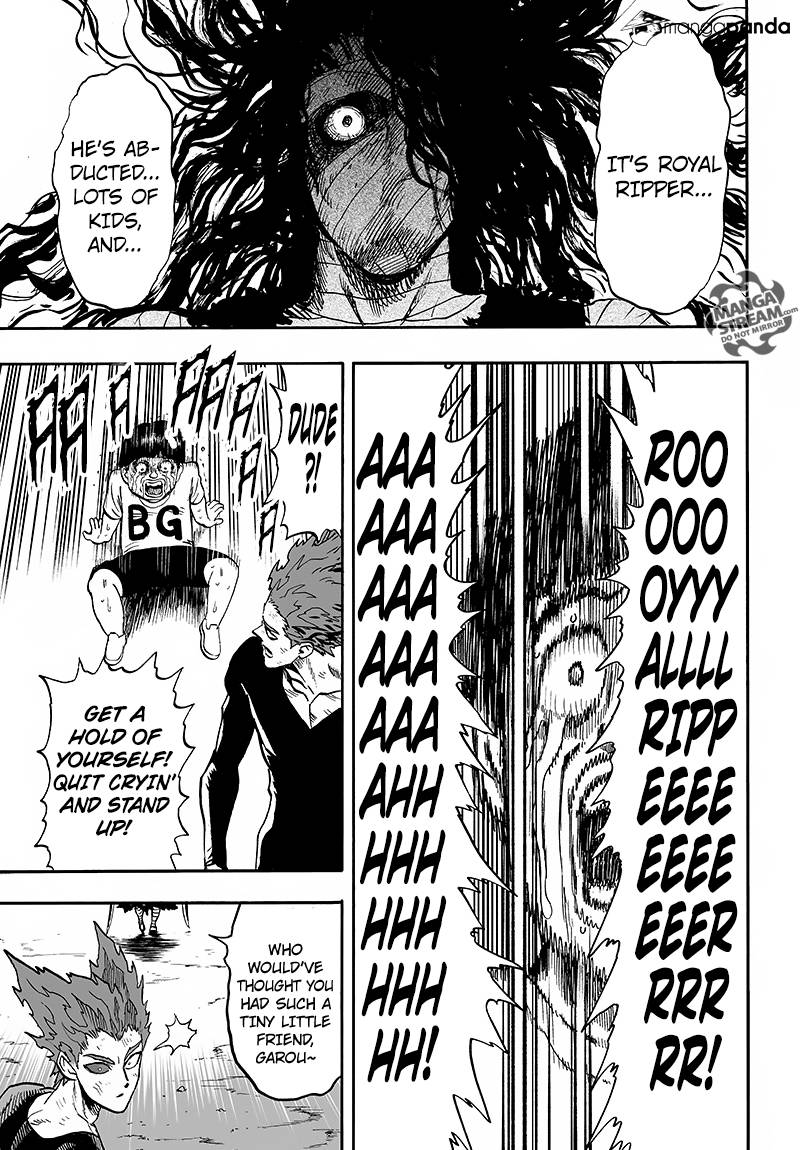 mangapanda
IT'S ROYAL
RIPPER...
HE'S AB-
DUCTED...
LOTS OF
KIDS,
AND...
MANGA
STREAM.com
DO NOT MIRROR
ROO
OOO
OYYY
ALLLL
RIPP
EEEE
EEEE
EEER
RRR
RR!
AAA
AAA
AAA
AAA
AAA
AHH
HHH
HHH
HHH
HH!
DUDE
?!
AA A AAA
A
A
BG
GET A
HOLD OF
YOURSELF!
QUIT CRYIN'
AND STAND
UP!
WHO
WOULD'VE
THOUGHT YOU
HAD SUCH A
TINY LITTLE
FRIEND,
GAROU~